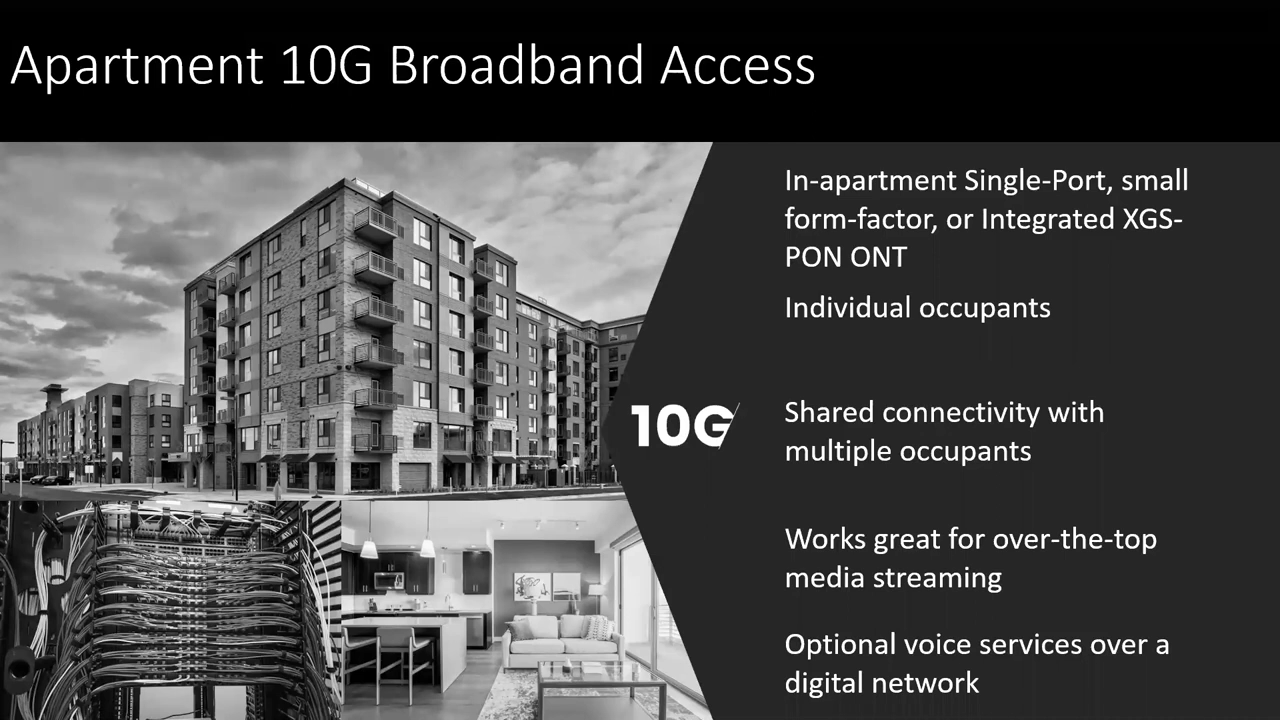 Apartment 10G Broadband Access
In-apartment Single-Port, small
form-factor, or Integrated XGS-
PON ONT
Individual occupants
10G
Shared connectivity with
multiple occupants
Works great for over-the-top
media streaming
Optional voice services over a
digital network